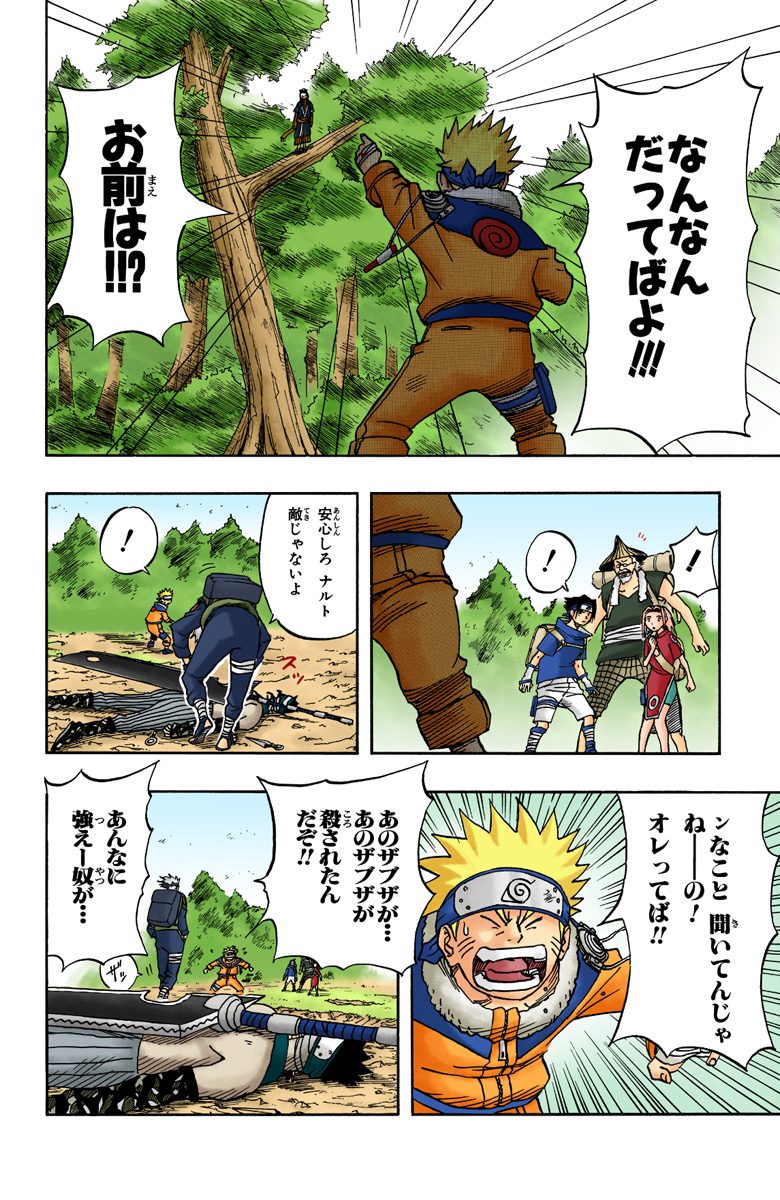 なんなん
だってばよ!!!
お前は!!!?
!
!
安心しろ ナルト
敵じゃないよ
!
スッ
ンなこと 聞いてんじゃ
ねーーの!
オレってば!!
あのザブザが…
あのザブザが
殺されたん
だぞ!!
あんなに
強えー奴が…
ザッ